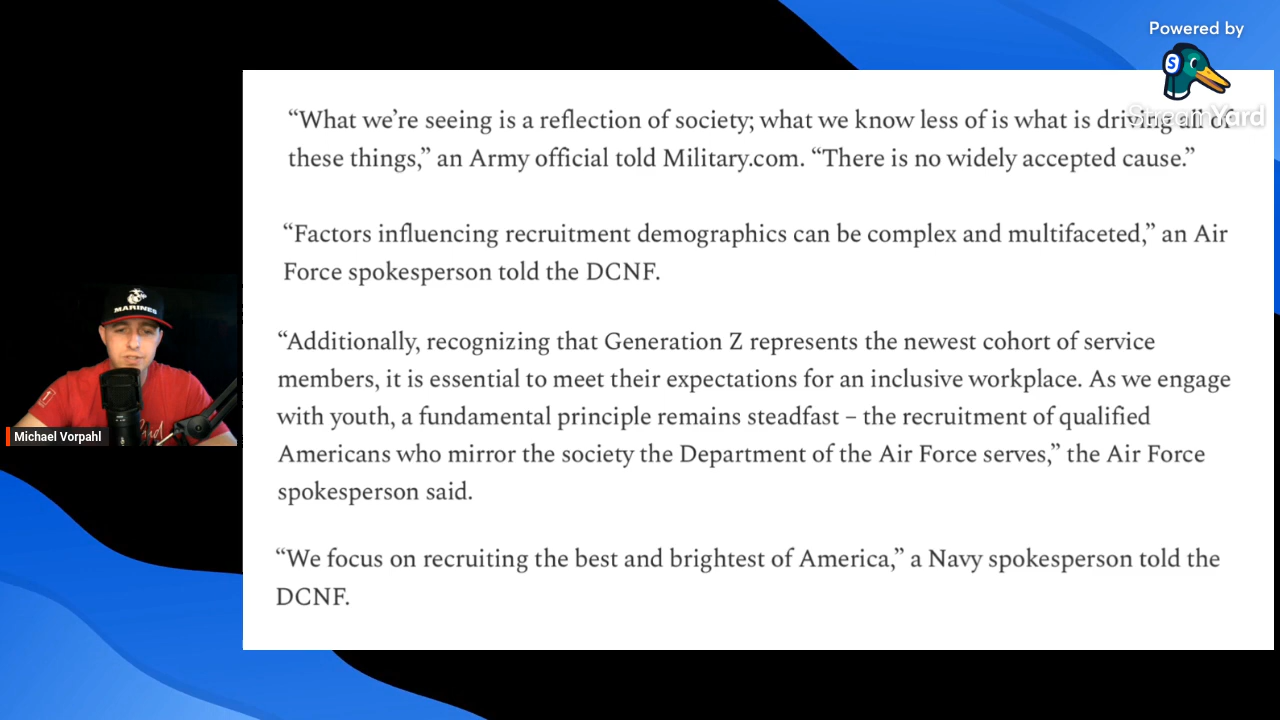 Powered by
StreamYard
“What we’re seeing is a reflection of society; what we know less of is what is driving all of
these things,” an Army official told Military.com. “There is no widely accepted cause.”
“Factors influencing recruitment demographics can be complex and multifaceted,” an Air
Force spokesperson told the DCNF.
“Additionally, recognizing that Generation Z represents the newest cohort of service
members, it is essential to meet their expectations for an inclusive workplace. As we engage
with youth, a fundamental principle remains steadfast – the recruitment of qualified
Americans who mirror the society the Department of the Air Force serves,” the Air Force
spokesperson said.
“We focus on recruiting the best and brightest of America,” a Navy spokesperson told the
DCNF.
MARINES
Michael Vorpahl